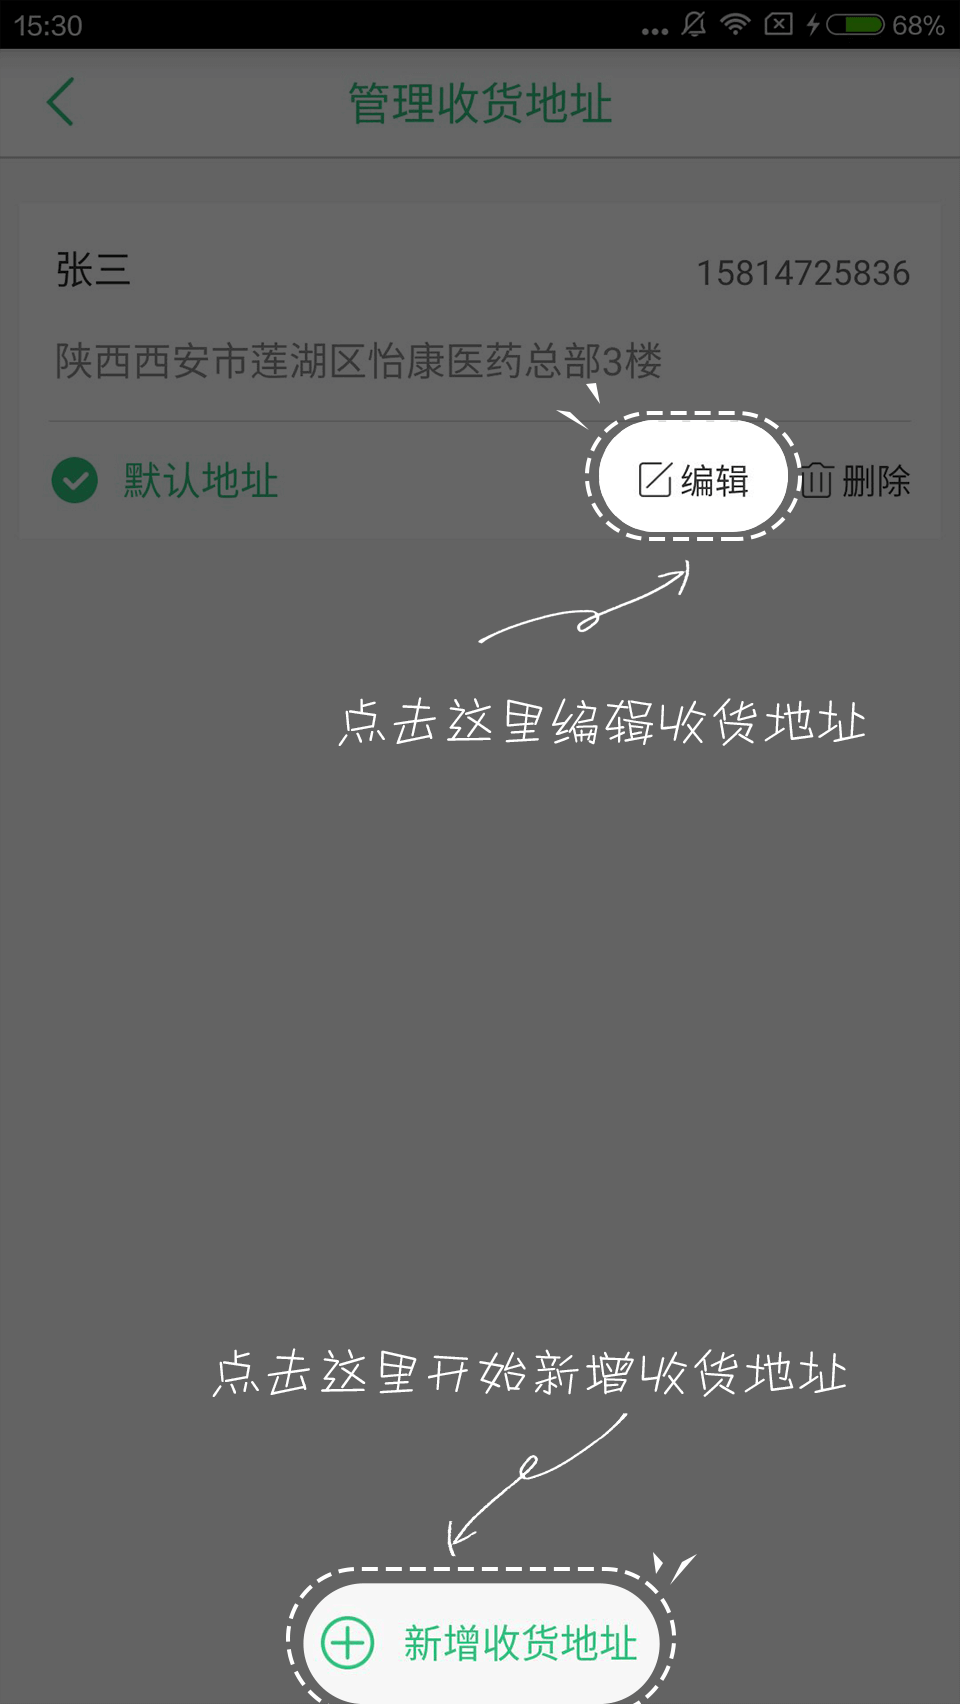 15:30 68%
管理收货地址
张三 15814725836
陕西西安市莲湖区怡康医药总部3楼
默认地址 编辑 删除
点击这里编辑收货地址
点击这里开始新增收货地址
新增收货地址